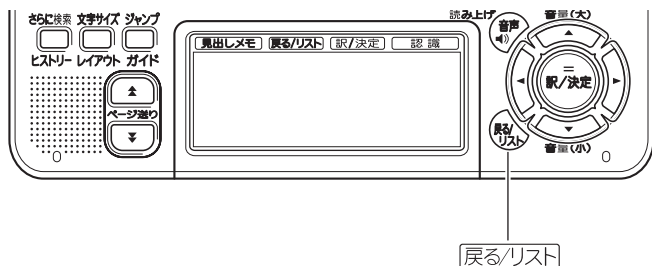 さらに検索 文字サイズ ジャンプ
ヒストリー レイアウト ガイド
ページ送り
見出しメモ 戻る/リスト 訳/決定 認識
読み上げ
音声
音量(大)
=
訳/決定
戻る/
リスト
音量(小)
戻る/リスト